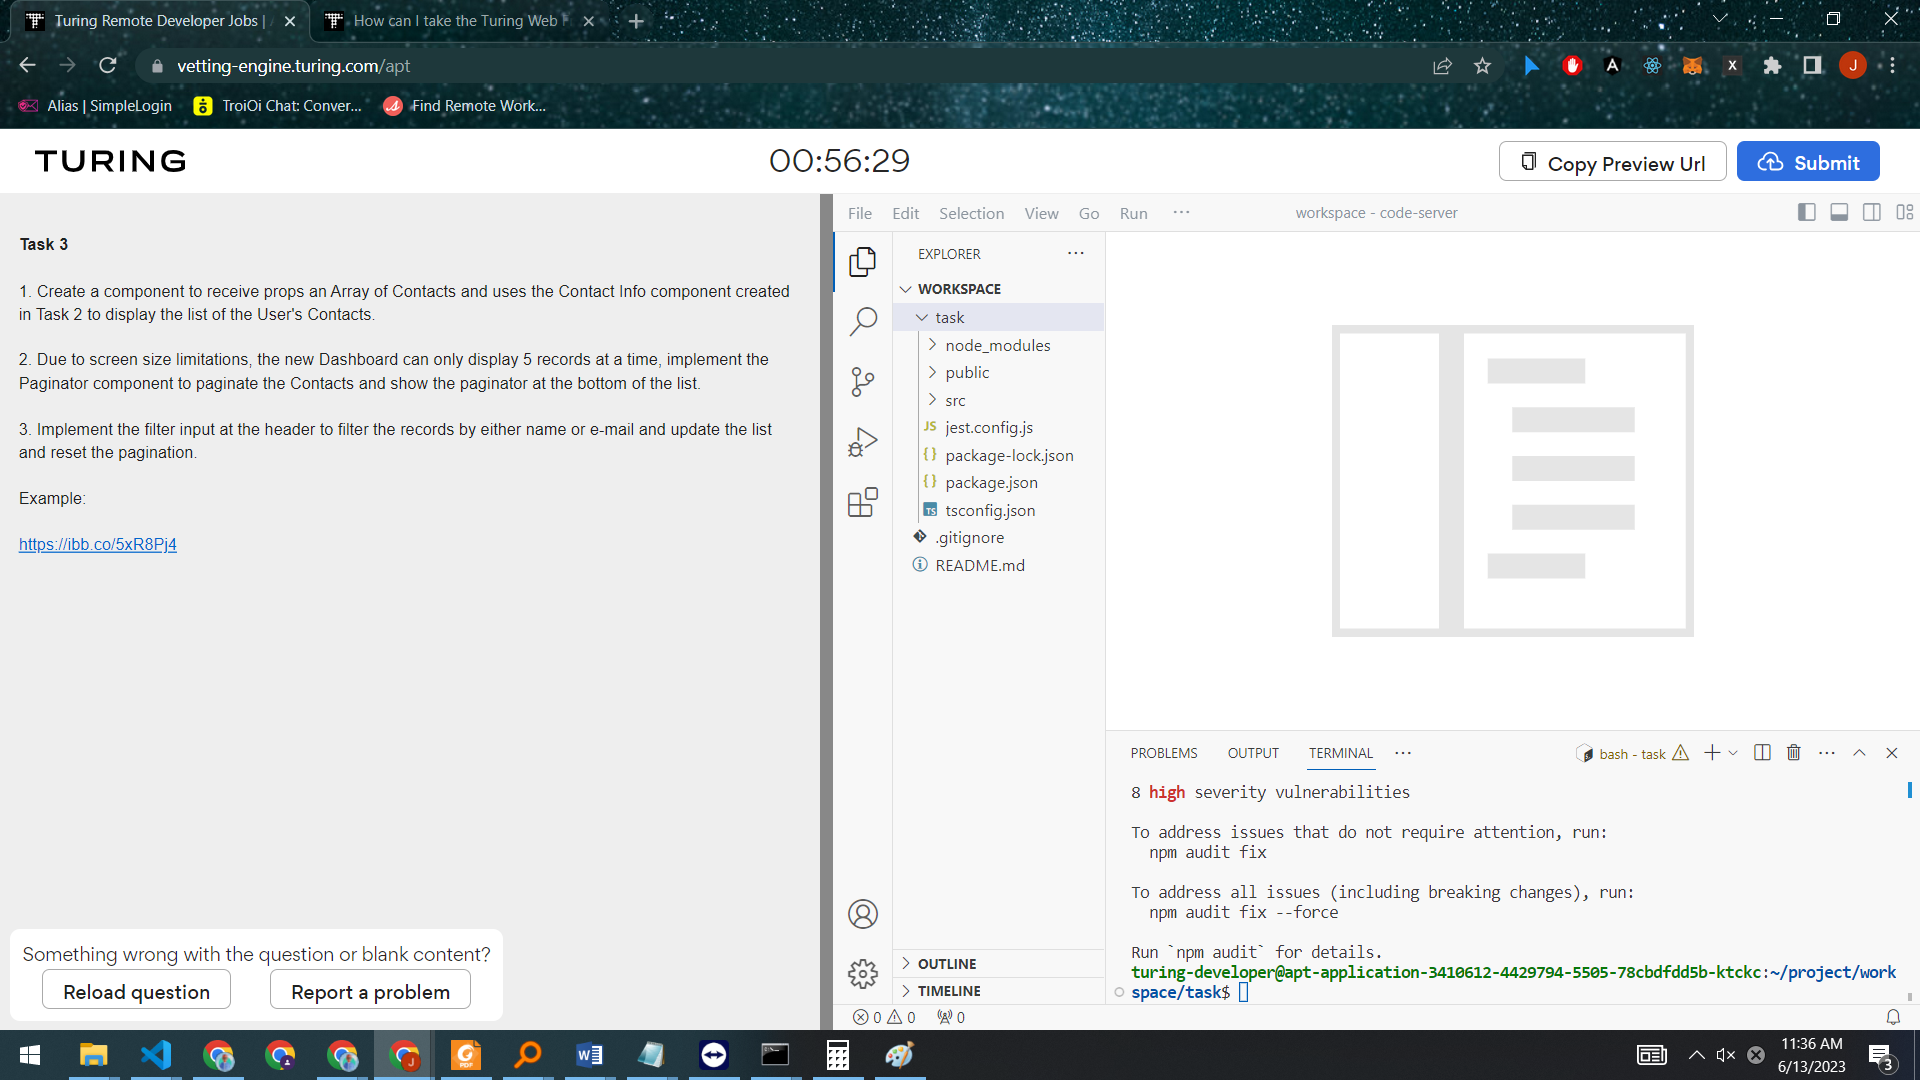 Turing Remote Developer Jobs |
How can I take the Turing Web
vetting-engine.turing.com/apt
J
Alias | SimpleLogin
TroiOi Chat: Conver...
Find Remote Work...
TURING
00:56:29
Copy Preview Url
Submit
File Edit Selection View Go Run ···
workspace - code-server
Task 3
1. Create a component to receive props an Array of Contacts and uses the Contact Info component created
in Task 2 to display the list of the User's Contacts.
2. Due to screen size limitations, the new Dashboard can only display 5 records at a time, implement the
Paginator component to paginate the Contacts and show the paginator at the bottom of the list.
3. Implement the filter input at the header to filter the records by either name or e-mail and update the list
and reset the pagination.
Example:
https://ibb.co/5xR8Pj4
Something wrong with the question or blank content?
Reload question
Report a problem
EXPLORER
WORKSPACE
task
node_modules
public
src
JS jest.config.js
{} package-lock.json
{} package.json
TS tsconfig.json
.gitignore
README.md
OUTLINE
TIMELINE
PROBLEMS OUTPUT TERMINAL ···
bash - task
8 high severity vulnerabilities
To address issues that do not require attention, run:
npm audit fix
To address all issues (including breaking changes), run:
npm audit fix --force
Run `npm audit` for details.
turing-developer@apt-application-3410612-4429794-5505-78cbdfdd5b-ktckc:~/project/work
space/task$
0 0 0
11:36 AM
6/13/2023
3